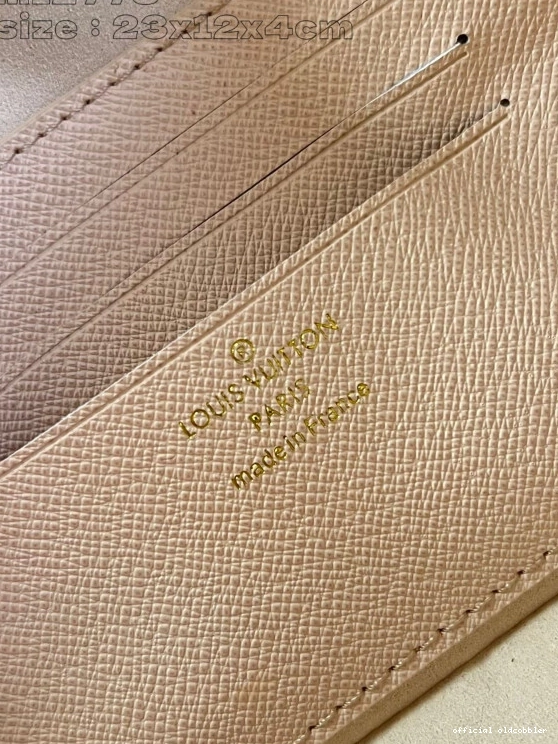 size : 23x12x4cm
®
LOUIS VUITTON
PARIS
made in France
official oldcobbler